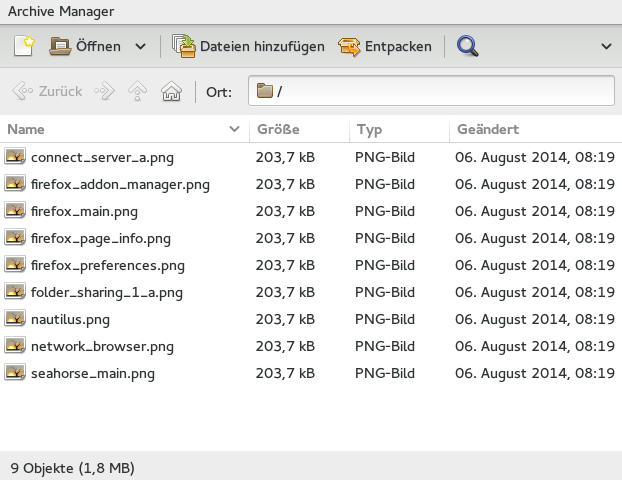 Archive Manager
Öffnen Dateien hinzufügen Entpacken
Zurück Ort: /
Name Größe Typ Geändert
connect_server_a.png 203,7 kB PNG-Bild 06. August 2014, 08:19
firefox_addon_manager.png 203,7 kB PNG-Bild 06. August 2014, 08:19
firefox_main.png 203,7 kB PNG-Bild 06. August 2014, 08:19
firefox_page_info.png 203,7 kB PNG-Bild 06. August 2014, 08:19
firefox_preferences.png 203,7 kB PNG-Bild 06. August 2014, 08:19
folder_sharing_1_a.png 203,7 kB PNG-Bild 06. August 2014, 08:19
nautilus.png 203,7 kB PNG-Bild 06. August 2014, 08:19
network_browser.png 203,7 kB PNG-Bild 06. August 2014, 08:19
seahorse_main.png 203,7 kB PNG-Bild 06. August 2014, 08:19
9 Objekte (1,8 MB)